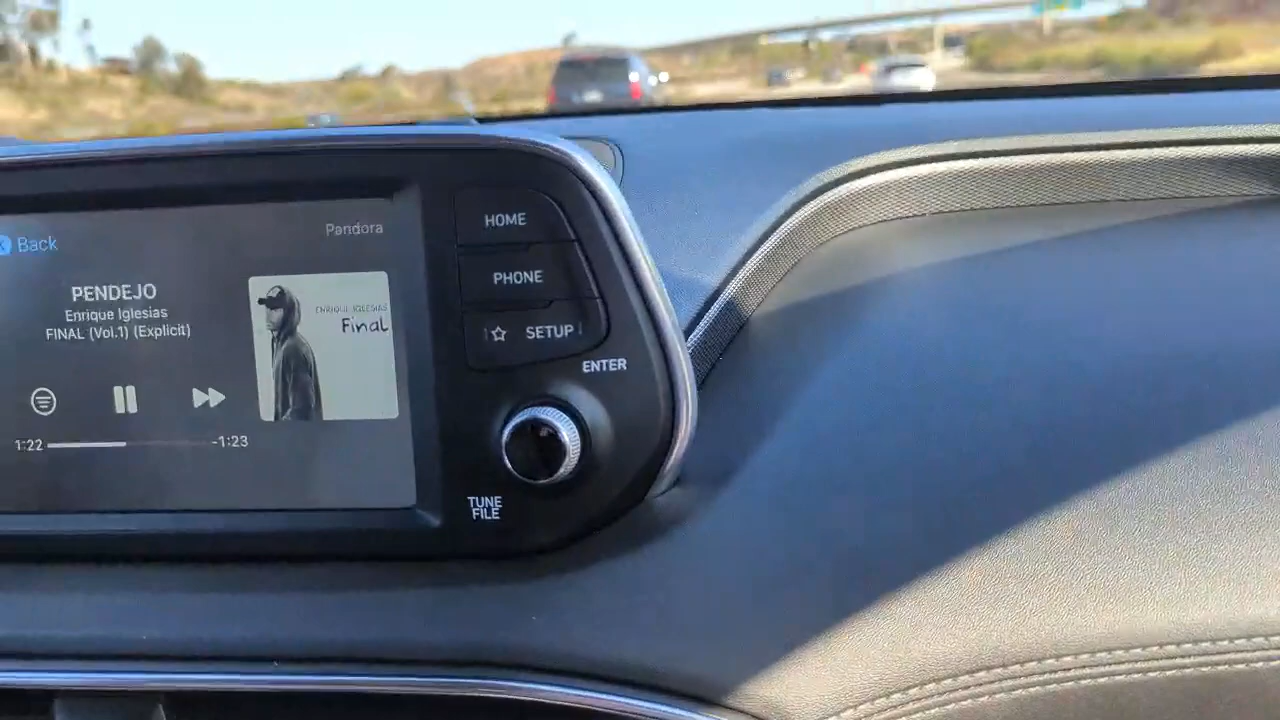 Back
Pandora
PENDEJO
Enrique Iglesias
FINAL (Vol.1) (Explicit)
ENRIQUE IGLESIAS
Final
1:22
-1:23
HOME
PHONE
SETUP
ENTER
TUNE
FILE